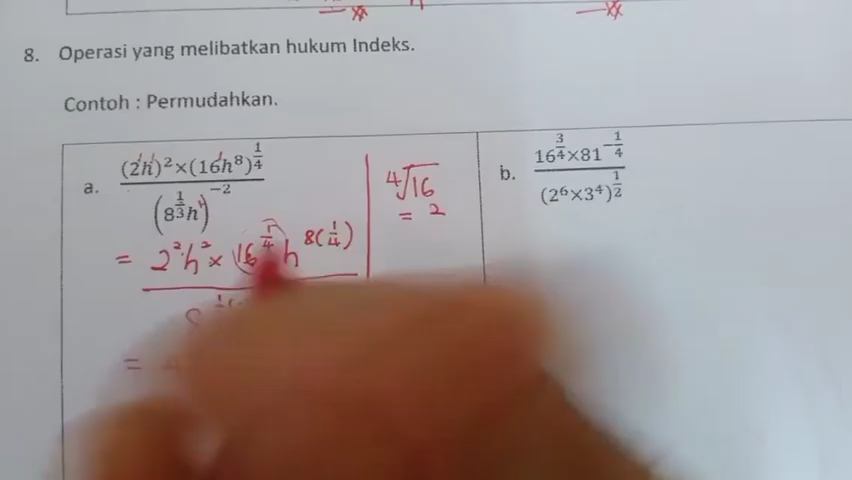 8. Operasi yang melibatkan hukum Indeks.
Contoh : Permudahkan.
a. ((2h)² × (16h⁸)^(1/4)) / (8^(1/3)h)^(-2)
= 2²h² × 16^(1/4) h^(8(1/4))
=
⁴√16
= 2
b. (16^(3/4) × 81^(-1/4)) / (2⁶ × 3⁴)^(1/2)